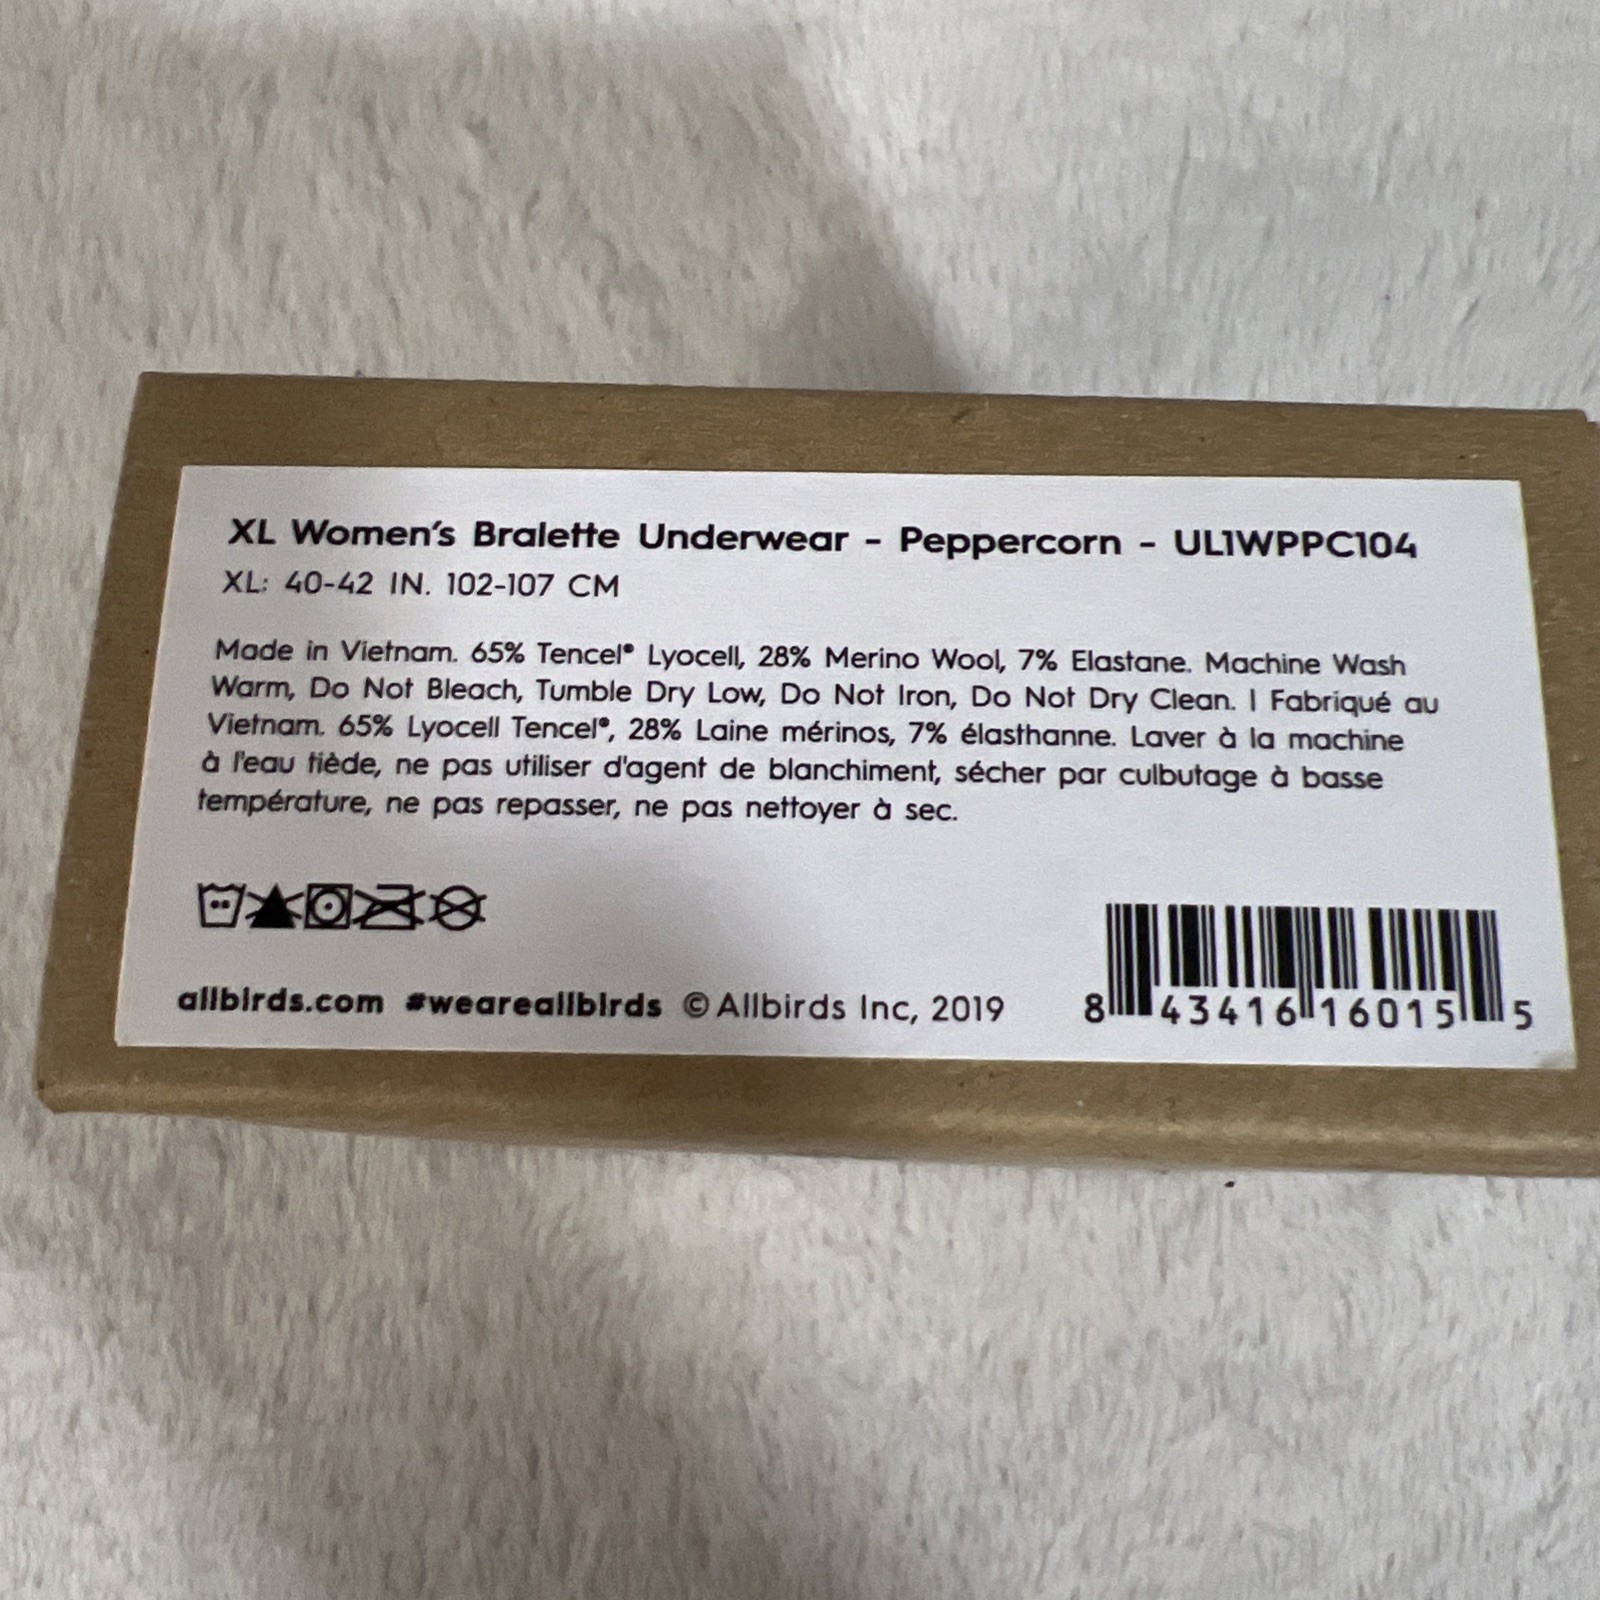 XL Women's Bralette Underwear - Peppercorn - UL1WPPC104
XL: 40-42 IN. 102-107 CM
Made in Vietnam. 65% Tencel® Lyocell, 28% Merino Wool, 7% Elastane. Machine Wash
Warm, Do Not Bleach, Tumble Dry Low, Do Not Iron, Do Not Dry Clean. | Fabriqué au
Vietnam. 65% Lyocell Tencel®, 28% Laine mérinos, 7% élasthanne. Laver à la machine
à l'eau tiède, ne pas utiliser d'agent de blanchiment, sécher par culbutage à basse
température, ne pas repasser, ne pas nettoyer à sec.
allbirds.com #weareallbirds © Allbirds Inc, 2019
8 43416 16015 5